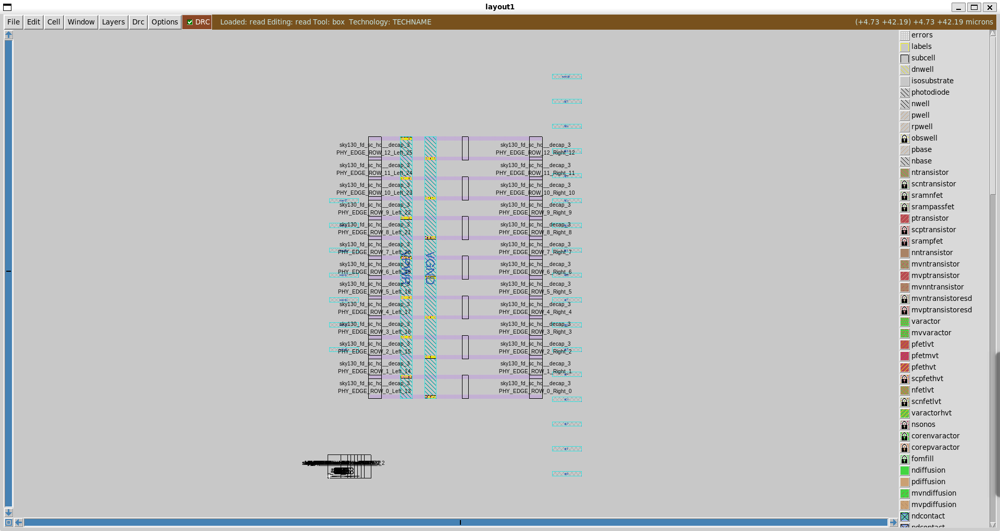 layout1
File Edit Cell Window Layers Drc Options DRC Loaded: read Editing: read Tool: box Technology: TECHNAME (+4.73 +42.19) +4.73 +42.19 microns
sky130_fd_sc_hd__decap_3
PHY_EDGE_ROW_12_Left_25
sky130_fd_sc_hd__decap_3
PHY_EDGE_ROW_11_Left_24
sky130_fd_sc_hd__decap_3
PHY_EDGE_ROW_10_Left_23
sky130_fd_sc_hd__decap_3
PHY_EDGE_ROW_9_Left_22
sky130_fd_sc_hd__decap_3
PHY_EDGE_ROW_8_Left_21
sky130_fd_sc_hd__decap_3
PHY_EDGE_ROW_7_Left_20
sky130_fd_sc_hd__decap_3
PHY_EDGE_ROW_6_Left_19
sky130_fd_sc_hd__decap_3
PHY_EDGE_ROW_5_Left_18
sky130_fd_sc_hd__decap_3
PHY_EDGE_ROW_4_Left_17
sky130_fd_sc_hd__decap_3
PHY_EDGE_ROW_3_Left_16
sky130_fd_sc_hd__decap_3
PHY_EDGE_ROW_2_Left_15
sky130_fd_sc_hd__decap_3
PHY_EDGE_ROW_1_Left_14
sky130_fd_sc_hd__decap_3
PHY_EDGE_ROW_0_Left_13
VPWR
VGND
sky130_fd_sc_hd__decap_3
PHY_EDGE_ROW_12_Right_12
sky130_fd_sc_hd__decap_3
PHY_EDGE_ROW_11_Right_11
sky130_fd_sc_hd__decap_3
PHY_EDGE_ROW_10_Right_10
sky130_fd_sc_hd__decap_3
PHY_EDGE_ROW_9_Right_9
sky130_fd_sc_hd__decap_3
PHY_EDGE_ROW_8_Right_8
sky130_fd_sc_hd__decap_3
PHY_EDGE_ROW_7_Right_7
sky130_fd_sc_hd__decap_3
PHY_EDGE_ROW_6_Right_6
sky130_fd_sc_hd__decap_3
PHY_EDGE_ROW_5_Right_5
sky130_fd_sc_hd__decap_3
PHY_EDGE_ROW_4_Right_4
sky130_fd_sc_hd__decap_3
PHY_EDGE_ROW_3_Right_3
sky130_fd_sc_hd__decap_3
PHY_EDGE_ROW_2_Right_2
sky130_fd_sc_hd__decap_3
PHY_EDGE_ROW_1_Right_1
sky130_fd_sc_hd__decap_3
PHY_EDGE_ROW_0_Right_0
errors
labels
subcell
dnwell
isosubstrate
photodiode
nwell
pwell
rpwell
obswell
pbase
nbase
ntransistor
scntransistor
sramnfet
srampassfet
ptransistor
scptransistor
srampfet
nntransistor
mvntransistor
mvptransistor
mvnntransistor
mvntransistoresd
mvptransistoresd
varactor
mvvaractor
pfetlvt
pfetmvt
pfethvt
scpfethvt
nfetlvt
scnfetlvt
varactorhvt
nsonos
corenvaractor
corepvaractor
fomfill
ndiffusion
pdiffusion
mvndiffusion
mvpdiffusion
ndcontact
pdcontact